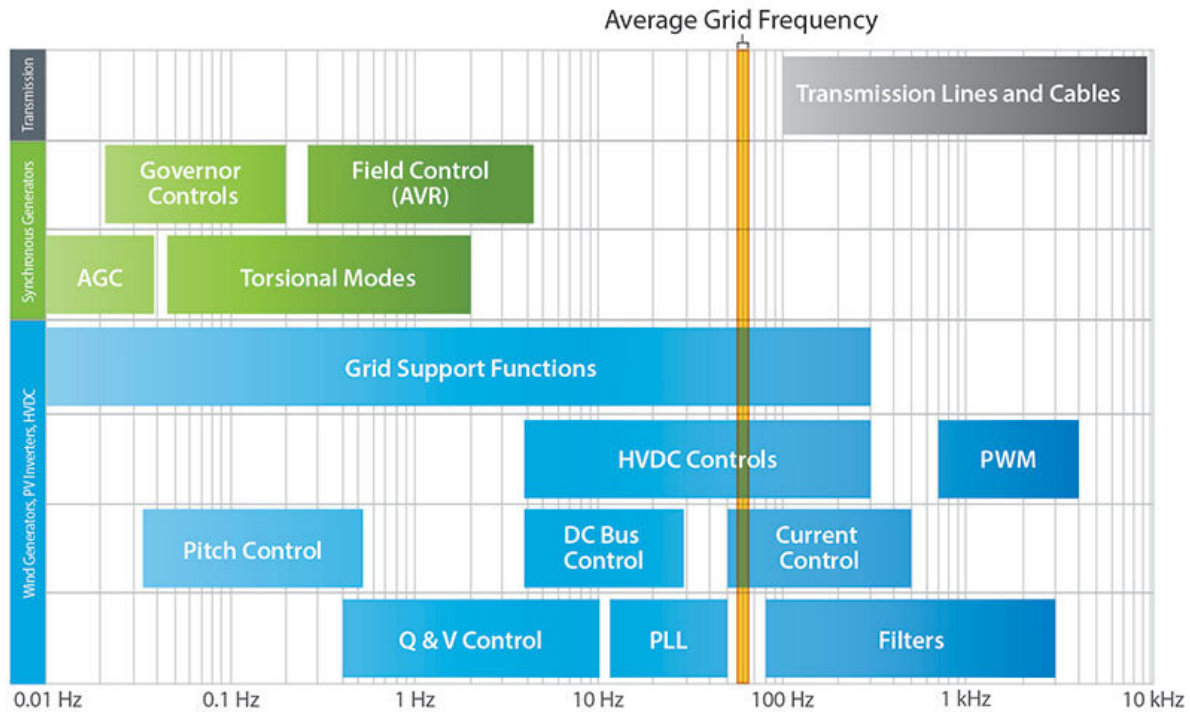 Average Grid Frequency
Transmission
Transmission Lines and Cables
Synchronous Generators
Governor
Controls
Field Control
(AVR)
AGC
Torsional Modes
Wind Generators, PV Inverters, HVDC
Grid Support Functions
HVDC Controls
PWM
Pitch Control
DC Bus
Control
Current
Control
Q & V Control
PLL
Filters
0.01 Hz
0.1 Hz
1 Hz
10 Hz
100 Hz
1 kHz
10 kHz